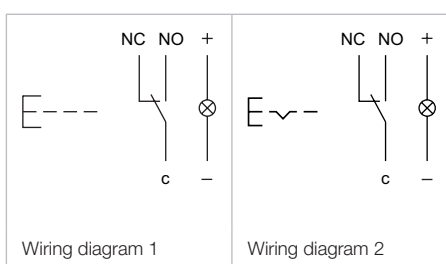 NC NO + NC NO +
c – c –
Wiring diagram 1 Wiring diagram 2